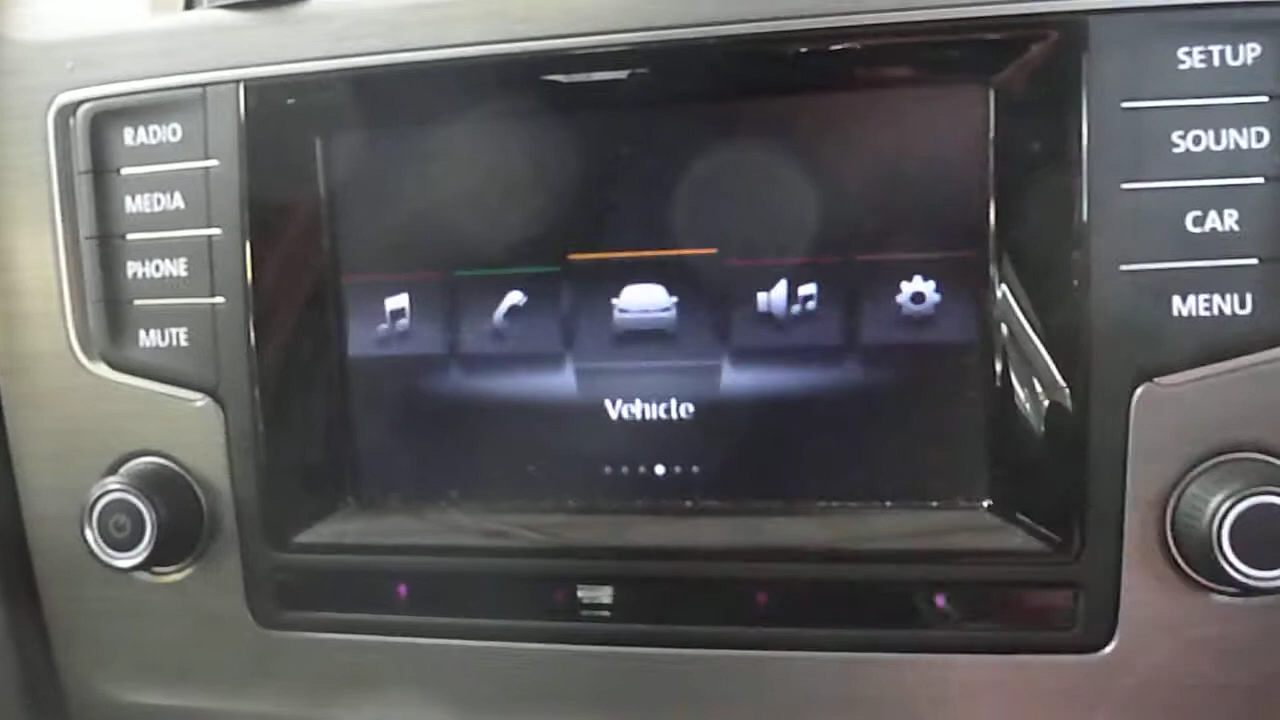 RADIO
MEDIA
PHONE
MUTE
Vehicle
SETUP
SOUND
CAR
MENU